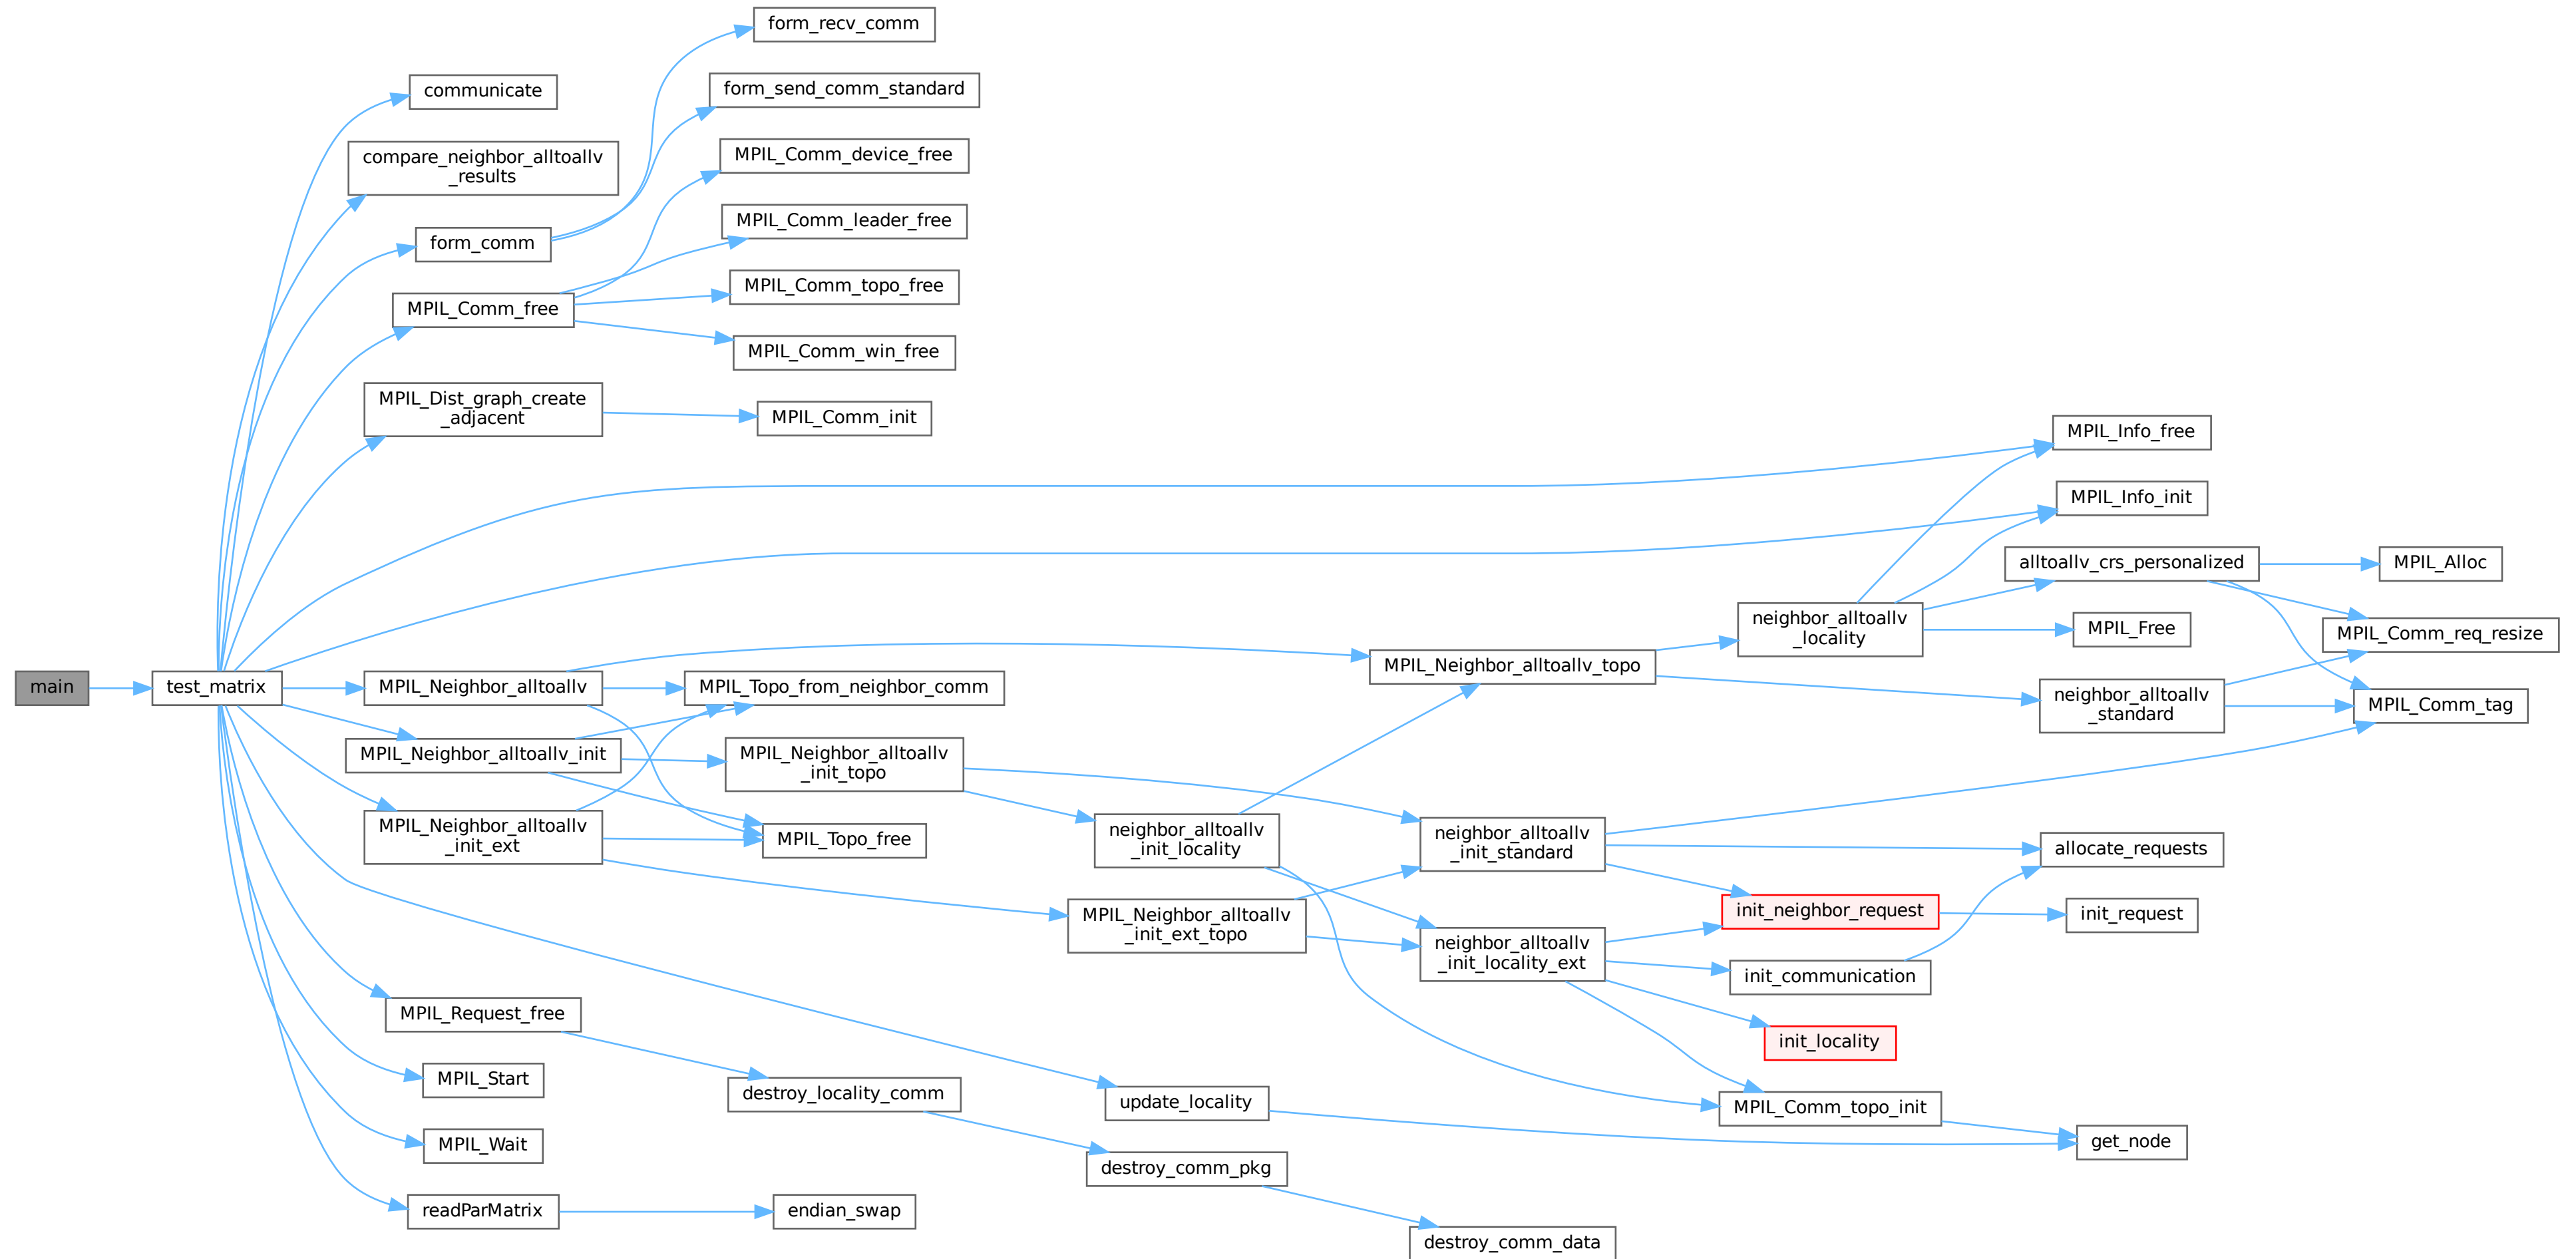 main
test_matrix
communicate
compare_neighbor_alltoallv
_results
form_comm
MPIL_Comm_free
MPIL_Dist_graph_create
_adjacent
MPIL_Neighbor_alltoallv
MPIL_Neighbor_alltoallv_init
MPIL_Neighbor_alltoallv
_init_ext
MPIL_Request_free
MPIL_Start
MPIL_Wait
readParMatrix
form_recv_comm
form_send_comm_standard
MPIL_Comm_device_free
MPIL_Comm_leader_free
MPIL_Comm_topo_free
MPIL_Comm_win_free
MPIL_Comm_init
MPIL_Topo_from_neighbor_comm
MPIL_Neighbor_alltoallv
_init_topo
MPIL_Topo_free
destroy_locality_comm
endian_swap
neighbor_alltoallv
_init_locality
MPIL_Neighbor_alltoallv
_init_ext_topo
update_locality
destroy_comm_pkg
MPIL_Neighbor_alltoallv_topo
neighbor_alltoallv
_init_standard
neighbor_alltoallv
_init_locality_ext
destroy_comm_data
neighbor_alltoallv
_locality
init_neighbor_request
init_communication
init_locality
MPIL_Comm_topo_init
MPIL_Info_free
MPIL_Info_init
alltoallv_crs_personalized
MPIL_Free
neighbor_alltoallv
_standard
allocate_requests
init_request
get_node
MPIL_Alloc
MPIL_Comm_req_resize
MPIL_Comm_tag